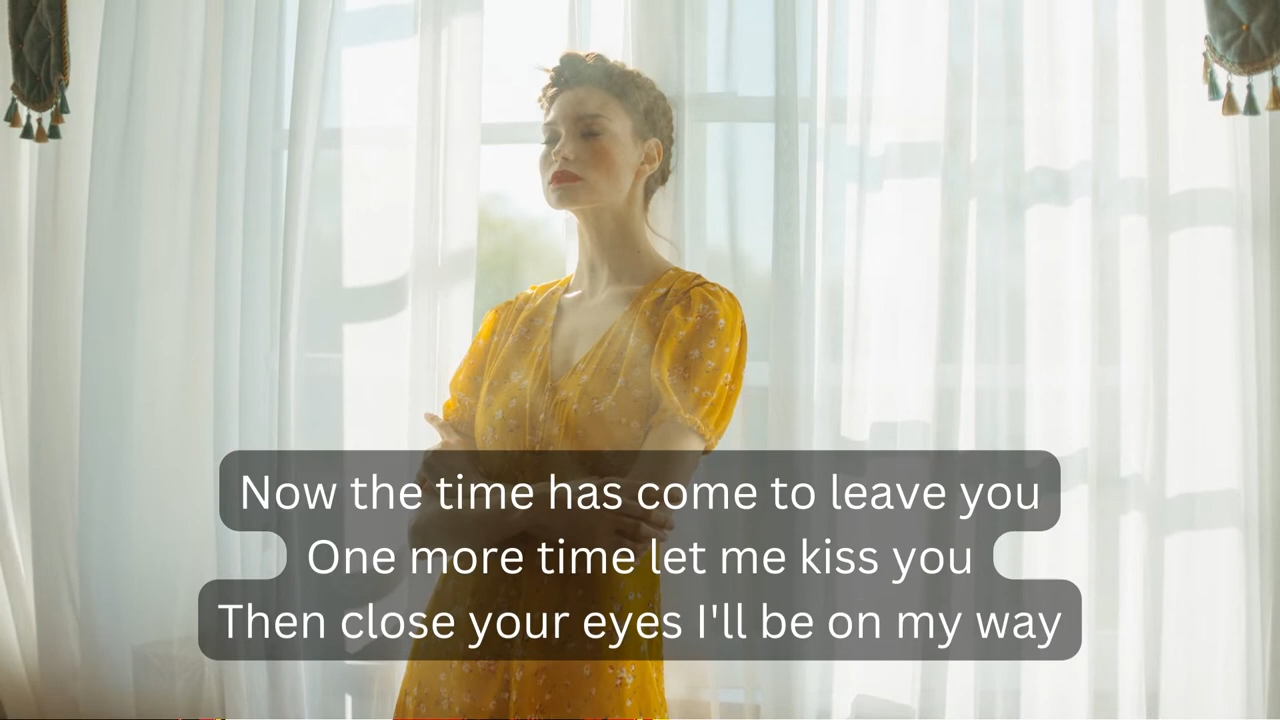 Now the time has come to leave you
One more time let me kiss you
Then close your eyes I'll be on my way